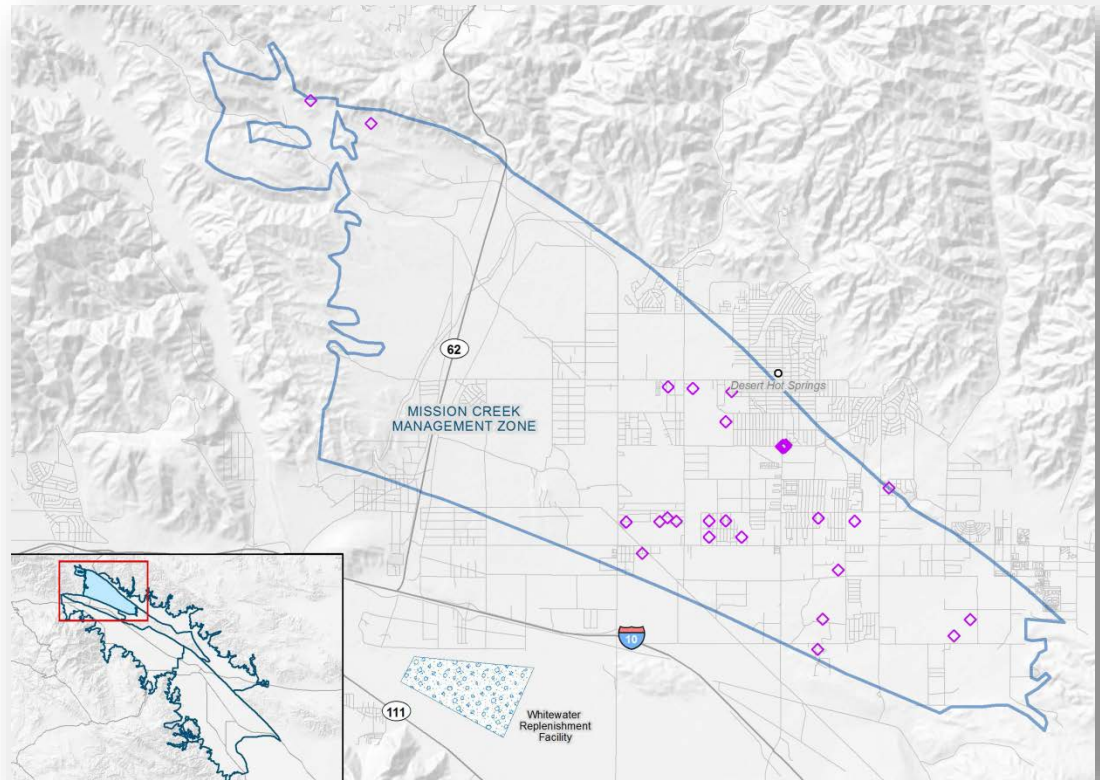 62
MISSION CREEK
MANAGEMENT ZONE
Desert Hot Springs
10
111
Whitewater
Replenishment
Facility